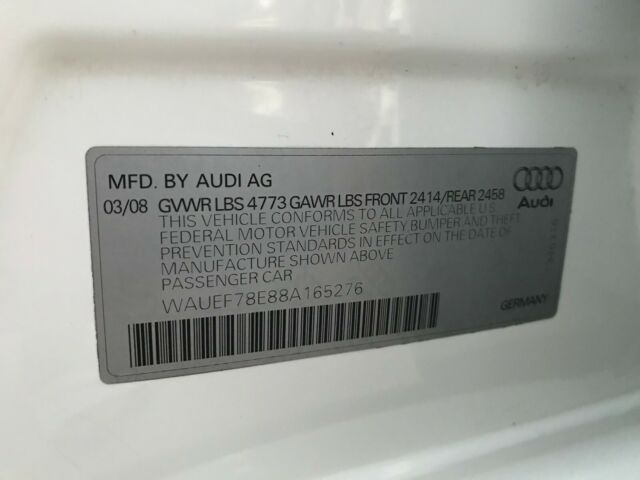 MFD. BY AUDI AG
03/08 GVWR LBS 4773 GAWR LBS FRONT 2414/REAR 2458
THIS VEHICLE CONFORMS TO ALL APPLICABLE U.S.
FEDERAL MOTOR VEHICLE SAFETY, BUMPER AND THEFT
PREVENTION STANDARDS IN EFFECT ON THE DATE OF
MANUFACTURE SHOWN ABOVE
PASSENGER CAR
WAUEF78E88A165276
Audi
GERMANY